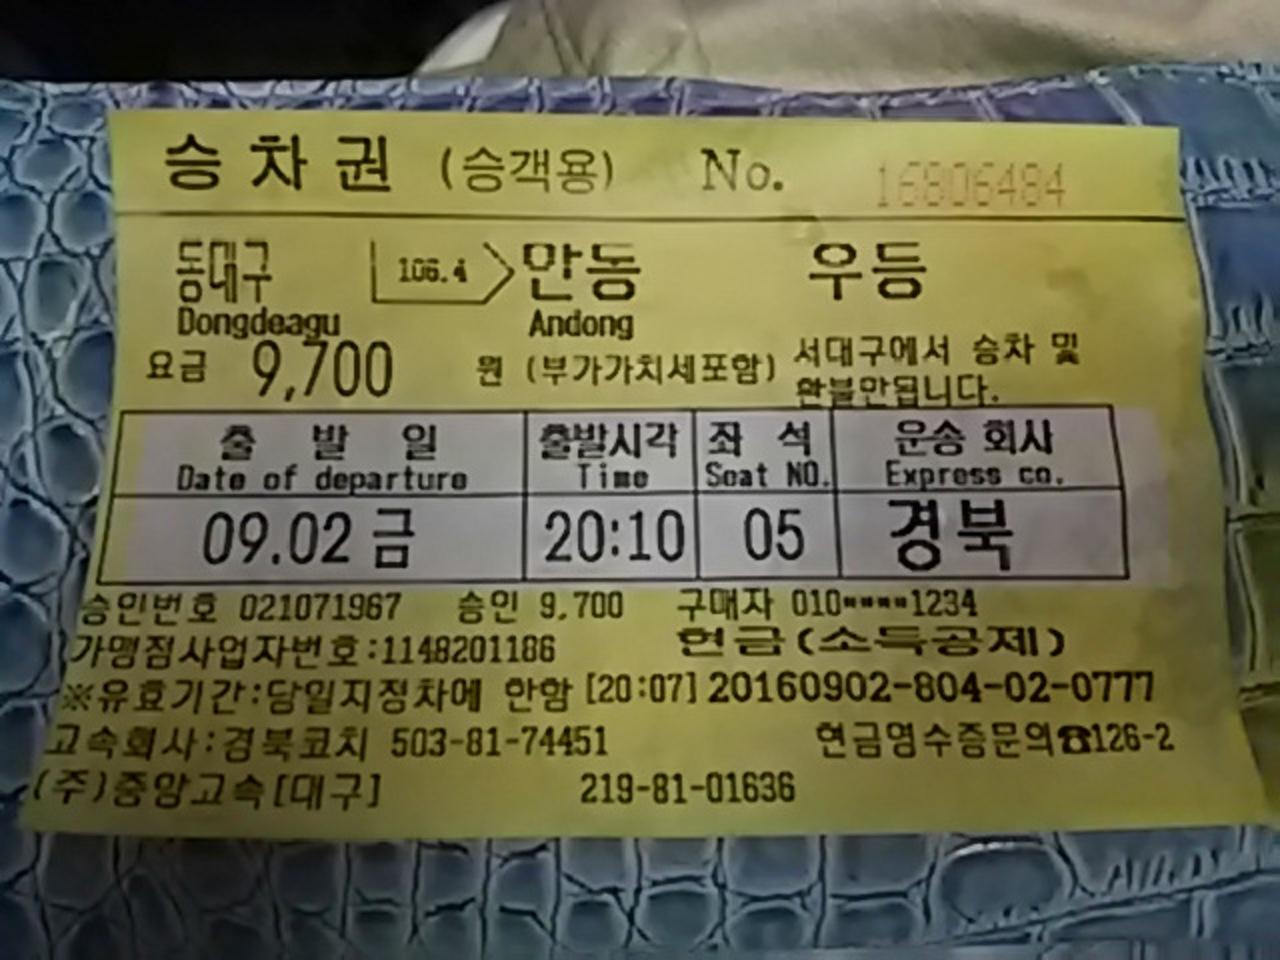 승차권 (승객용) No. 16806484
동대구 106.4 안동 우등
Dongdeagu Andong
요금 9,700 원 (부가가치세포함) 서대구에서 승차 및
환불안됩니다.
출 발 일 출발시각 좌 석 운송 회사
Date of departure Time Seat NO. Express co.
09.02 금 20:10 05 경북
승인번호 021071967 승인 9,700 구매자 010****1234
가맹점사업자번호:1148201186 현금(소득공제)
※유효기간:당일지정차에 한함 [20:07] 20160902-804-02-0777
고속회사:경북코치 503-81-74451 현금영수증문의☎126-2
(주)중앙고속[대구] 219-81-01636